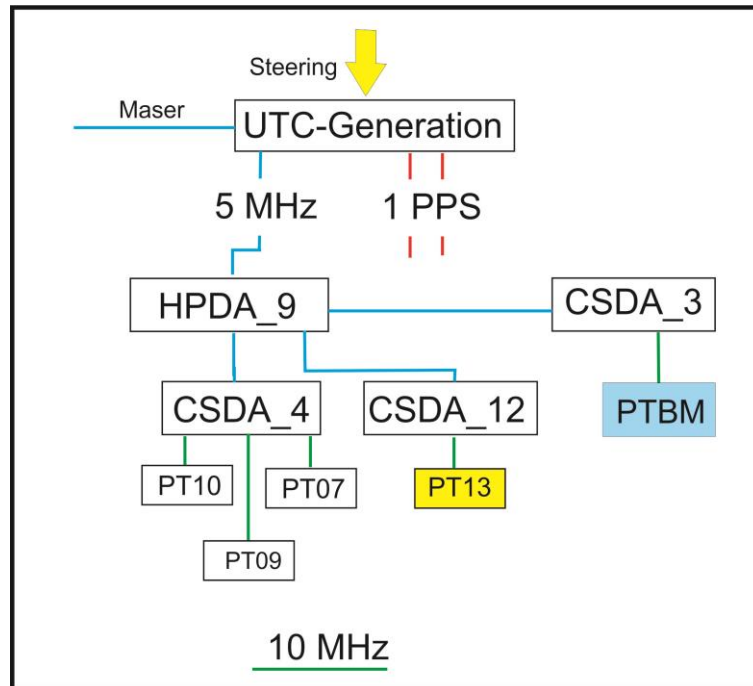 Steering
Maser
UTC-Generation
5 MHz
1 PPS
HPDA_9
CSDA_3
CSDA_4
CSDA_12
PTBM
PT10
PT07
PT13
PT09
10 MHz